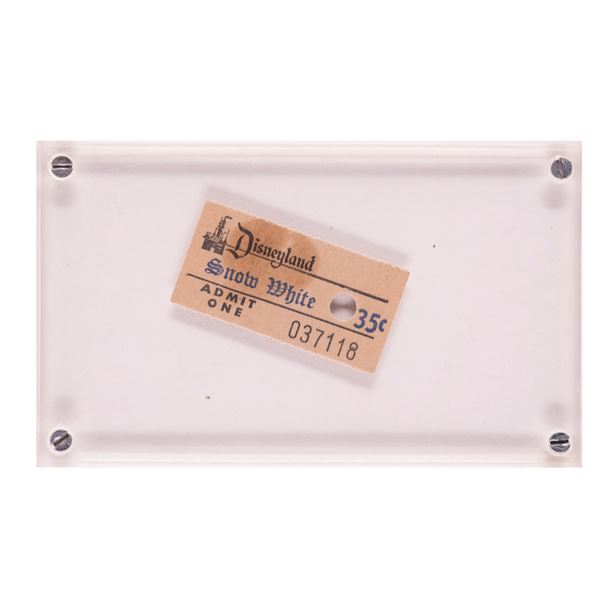 Disneyland
Snow White
35¢
ADMIT
ONE
037118